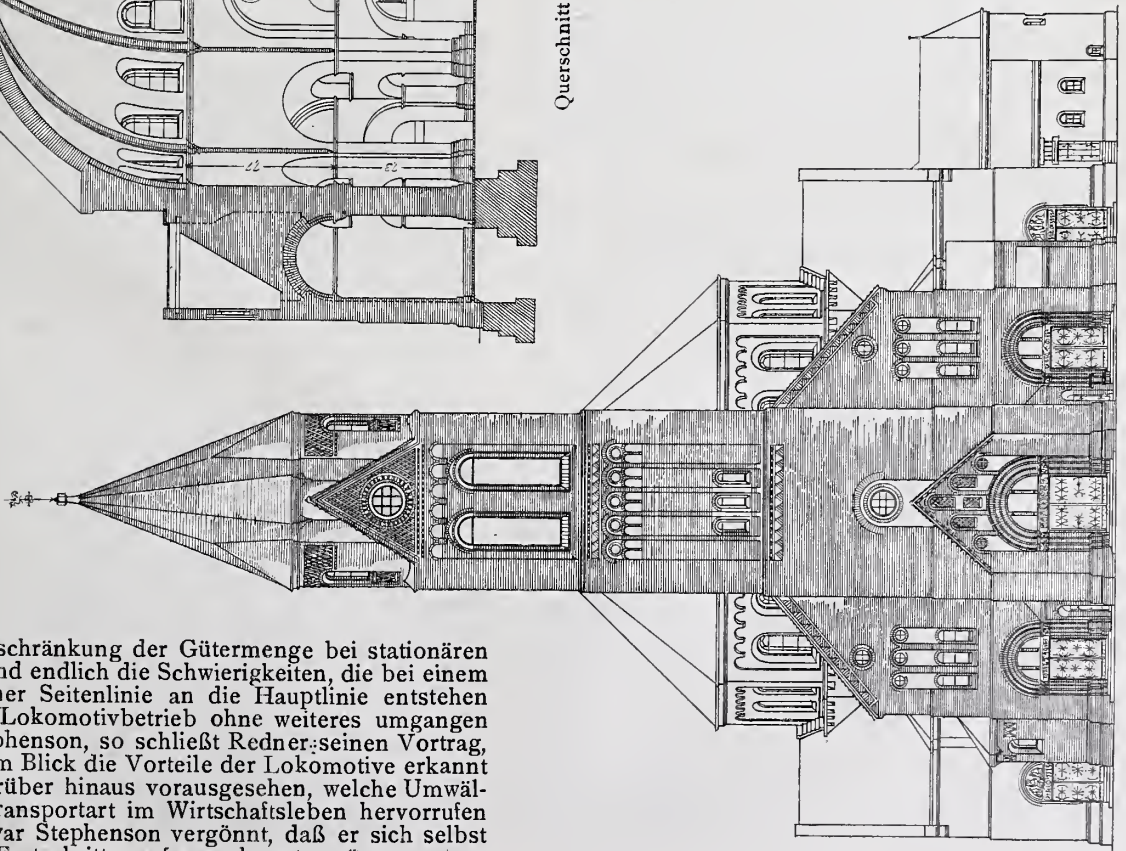 Querschnitt
schränkung der Gütermenge bei stationären
nd endlich die Schwierigkeiten, die bei einem
er Seitenlinie an die Hauptlinie entstehen
Lokomotivbetrieb ohne weiteres umgangen
phenson, so schließt Redner seinen Vortrag,
m Blick die Vorteile der Lokomotive erkannt
rüber hinaus vorausgesehen, welche Umwäl-
ransportart im Wirtschaftsleben hervorrufen
ar Stephenson vergönnt, daß er sich selbst